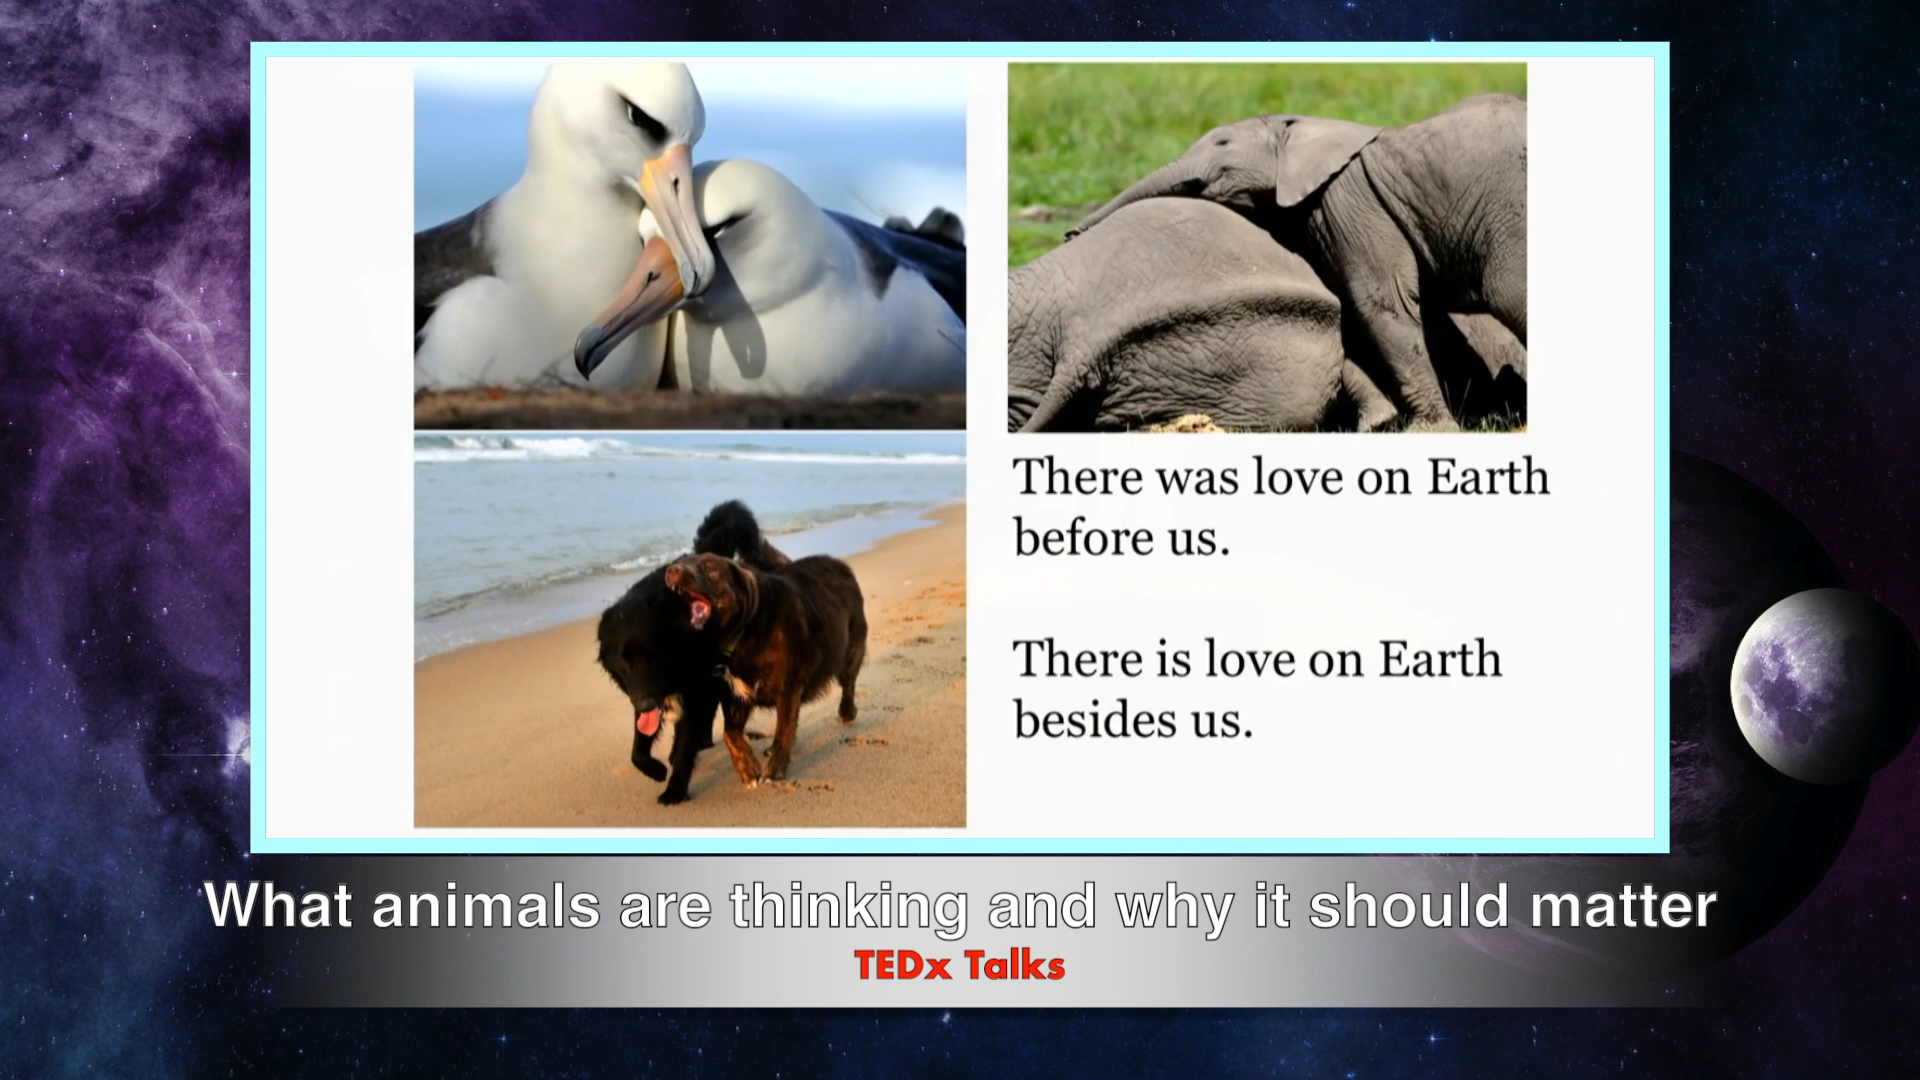 There was love on Earth
before us.
There is love on Earth
besides us.
What animals are thinking and why it should matter
TEDx Talks